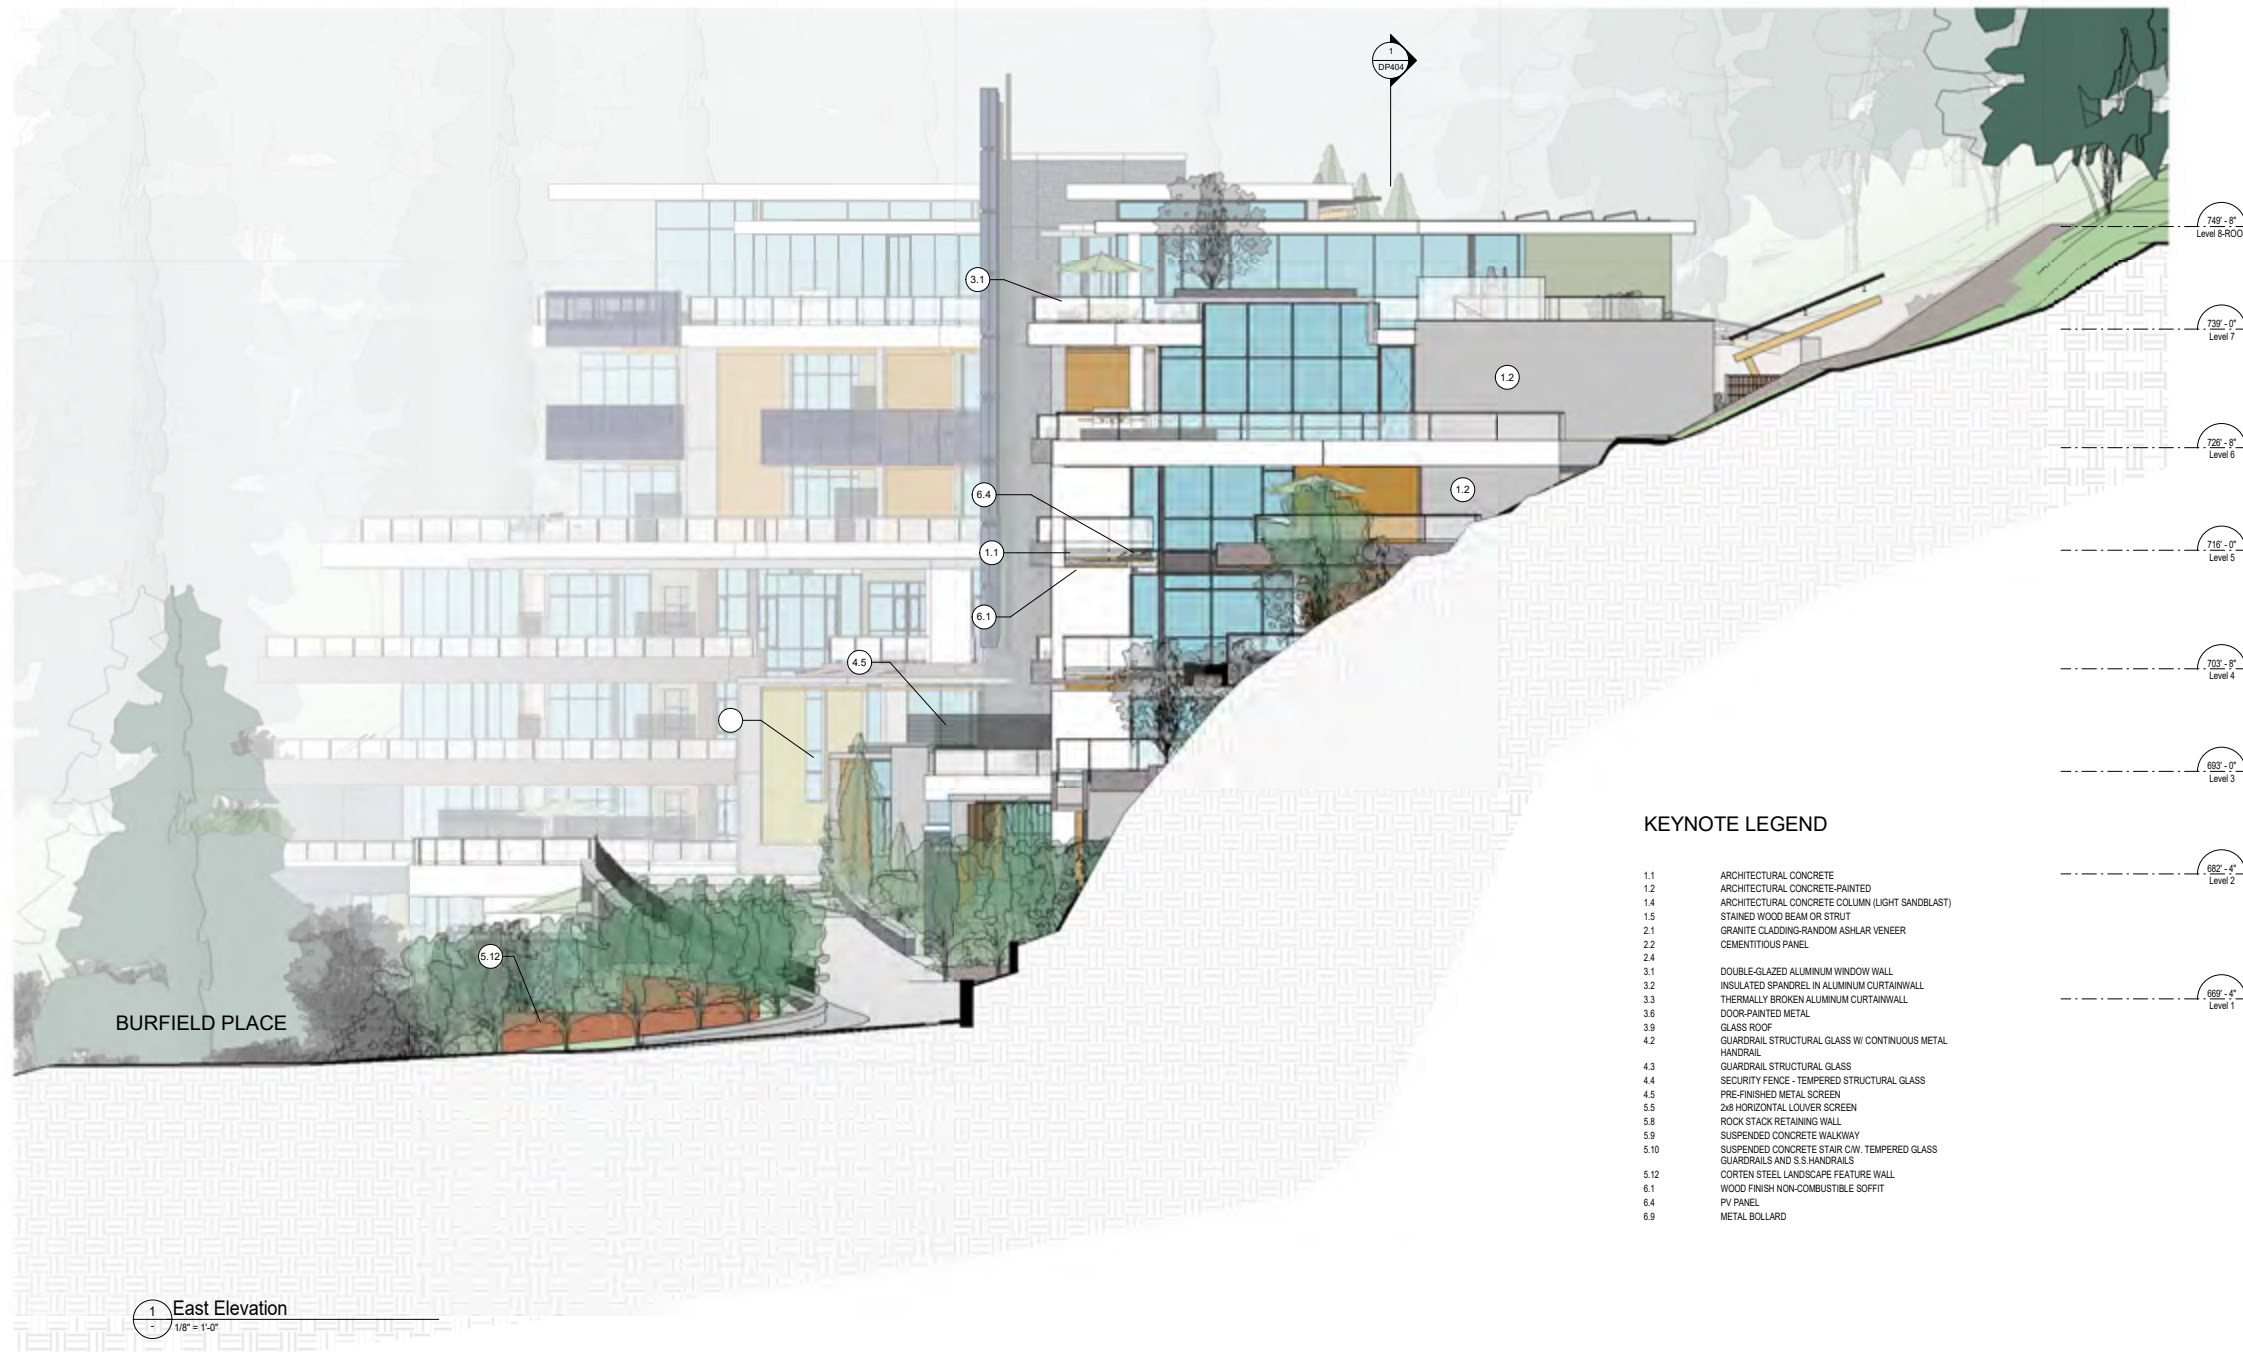 1
DP404
749' - 8"
Level 8-ROO
3.1
739' - 0"
Level 7
1.2
726' - 8"
Level 6
6.4
1.2
1.1
716' - 0"
Level 5
6.1
4.5
703' - 8"
Level 4
693' - 0"
Level 3
682' - 4"
Level 2
669' - 4"
Level 1
5.12
BURFIELD PLACE
KEYNOTE LEGEND
1.1 ARCHITECTURAL CONCRETE
1.2 ARCHITECTURAL CONCRETE-PAINTED
1.4 ARCHITECTURAL CONCRETE COLUMN (LIGHT SANDBLAST)
1.5 STAINED WOOD BEAM OR STRUT
2.1 GRANITE CLADDING-RANDOM ASHLAR VENEER
2.2 CEMENTITIOUS PANEL
2.4
3.1 DOUBLE-GLAZED ALUMINUM WINDOW WALL
3.2 INSULATED SPANDREL IN ALUMINUM CURTAINWALL
3.3 THERMALLY BROKEN ALUMINUM CURTAINWALL
3.6 DOOR-PAINTED METAL
3.9 GLASS ROOF
4.2 GUARDRAIL STRUCTURAL GLASS W/ CONTINUOUS METAL
HANDRAIL
4.3 GUARDRAIL STRUCTURAL GLASS
4.4 SECURITY FENCE - TEMPERED STRUCTURAL GLASS
4.5 PRE-FINISHED METAL SCREEN
5.5 2x8 HORIZONTAL LOUVER SCREEN
5.8 ROCK STACK RETAINING WALL
5.9 SUSPENDED CONCRETE WALKWAY
5.10 SUSPENDED CONCRETE STAIR C/W. TEMPERED GLASS
GUARDRAILS AND S.S.HANDRAILS
5.12 CORTEN STEEL LANDSCAPE FEATURE WALL
6.1 WOOD FINISH NON-COMBUSTIBLE SOFFIT
6.4 PV PANEL
6.9 METAL BOLLARD
1
-
East Elevation
1/8" = 1'-0"